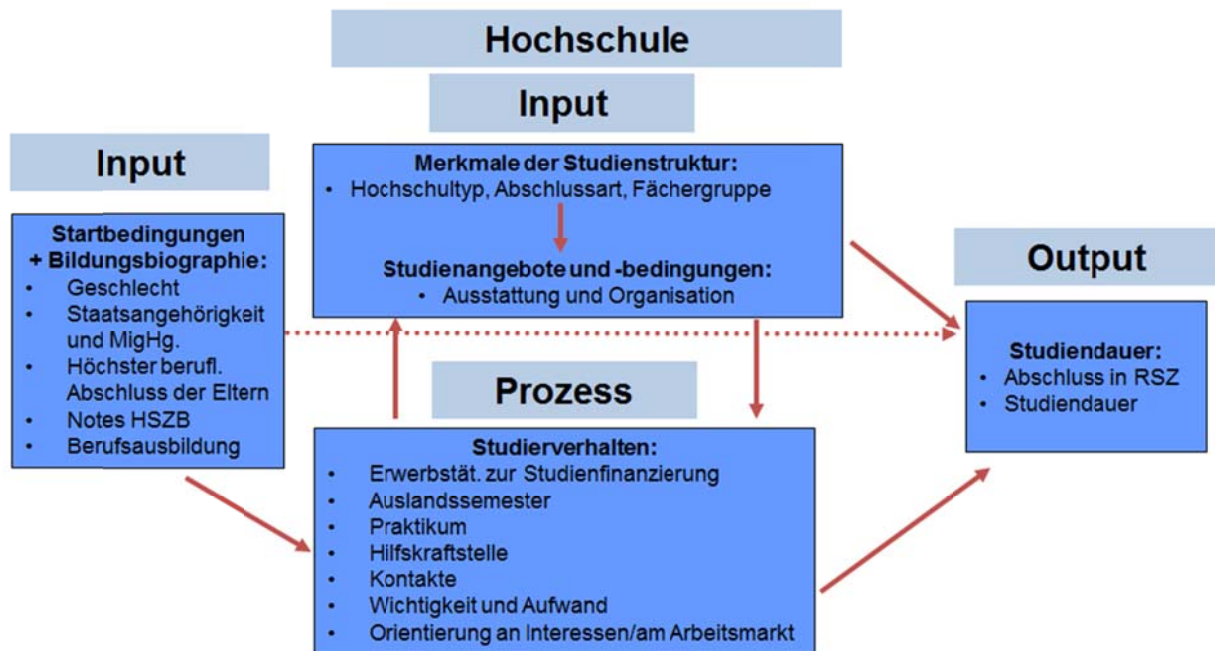 Hochschule
Input
Merkmale der Studienstruktur:
• Hochschultyp, Abschlussart, Fächergruppe
Studienangebote und -bedingungen:
• Ausstattung und Organisation
Input
Startbedingungen
+ Bildungsbiographie:
• Geschlecht
• Staatsangehörigkeit
und MigHg.
• Höchster berufl.
Abschluss der Eltern
• Notes HSZB
• Berufsausbildung
Prozess
Studierverhalten:
• Erwerbstät. zur Studienfinanzierung
• Auslandssemester
• Praktikum
• Hilfskraftstelle
• Kontakte
• Wichtigkeit und Aufwand
• Orientierung an Interessen/am Arbeitsmarkt
Output
Studiendauer:
• Abschluss in RSZ
• Studiendauer